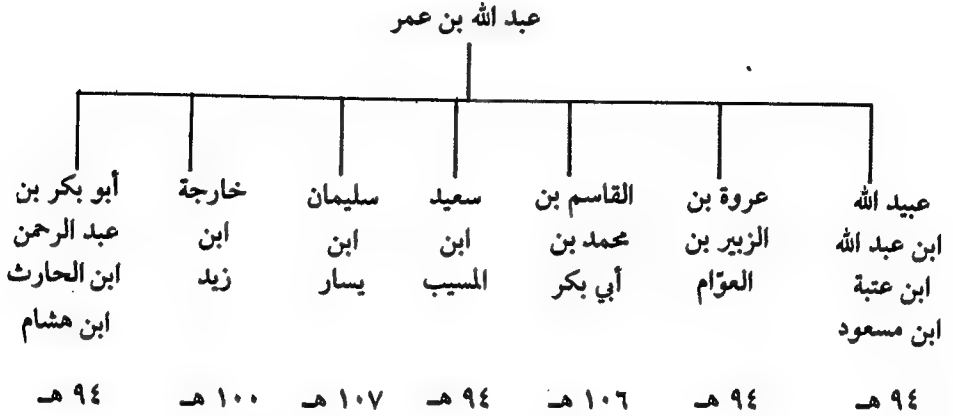 عبد الله بن عمر
عبيد الله
ابن عبد الله
ابن عتبة
ابن مسعود
٩٤ هـ
عروة بن
الزبير بن
العوّام
٩٤ هـ
القاسم بن
محمد بن
أبي بكر
١٠٦ هـ
سعيد
ابن
المسيب
٩٤ هـ
سليمان
ابن
يسار
١٠٧ هـ
خارجة
ابن
زيد
١٠٠ هـ
أبو بكر بن
عبد الرحمن
ابن الحارث
ابن هشام
٩٤ هـ